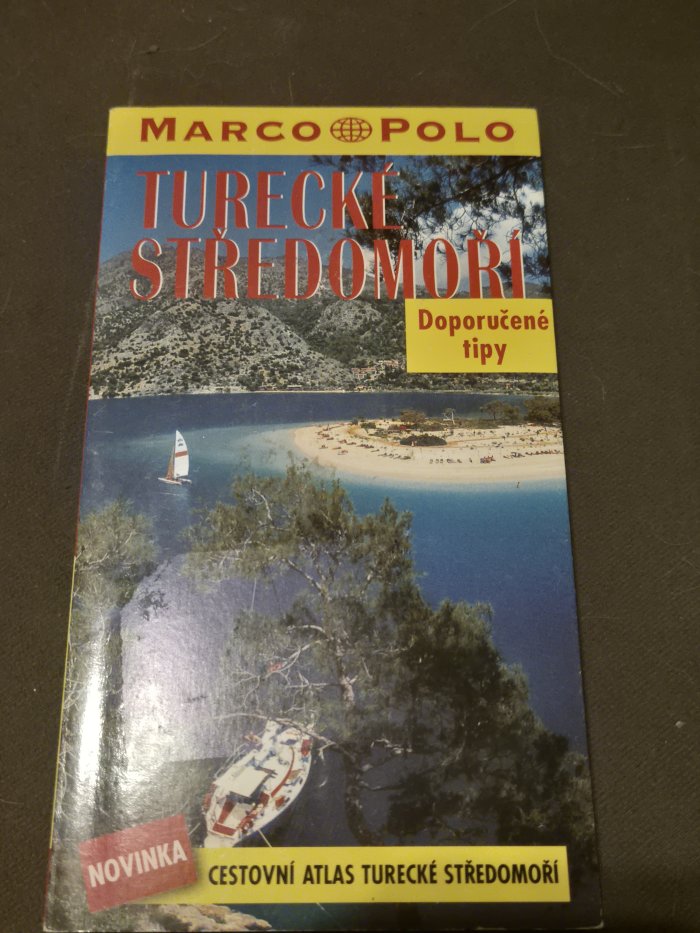 MARCO POLO
TURECKÉ
STŘEDOMOŘÍ
Doporučené
tipy
NOVINKA
CESTOVNÍ ATLAS TURECKÉ STŘEDOMOŘÍ